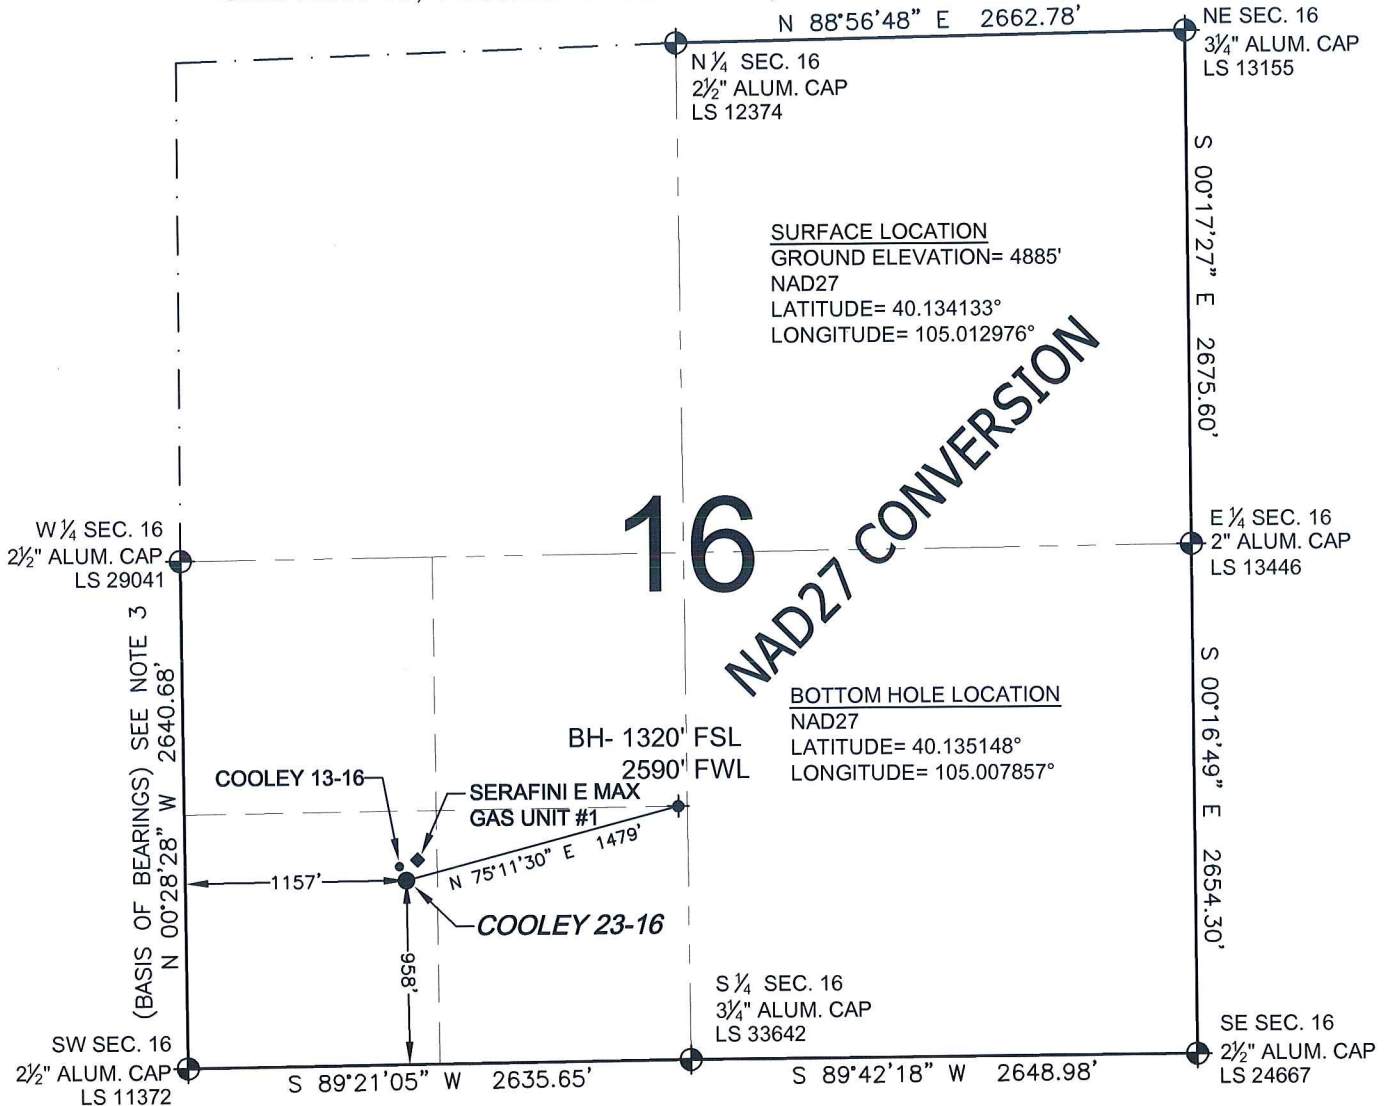 N 88°56'48" E 2662.78'
NE SEC. 16
3¼" ALUM. CAP
LS 13155
N ¼ SEC. 16
2½" ALUM. CAP
LS 12374
S 00°17'27" E 2675.60'
SURFACE LOCATION
GROUND ELEVATION= 4885'
NAD27
LATITUDE= 40.134133°
LONGITUDE= 105.012976°
NAD27 CONVERSION
16
W ¼ SEC. 16
2½" ALUM. CAP
LS 29041
E ¼ SEC. 16
2" ALUM. CAP
LS 13446
(BASIS OF BEARINGS) SEE NOTE 3
N 00°28'28" W 2640.68'
S 00°16'49" E 2654.30'
BOTTOM HOLE LOCATION
NAD27
LATITUDE= 40.135148°
LONGITUDE= 105.007857°
BH- 1320' FSL
2590' FWL
COOLEY 13-16
SERAFINI E MAX
GAS UNIT #1
N 75°11'30" E 1479'
1157'
COOLEY 23-16
958'
S ¼ SEC. 16
3¼" ALUM. CAP
LS 33642
SW SEC. 16
2½" ALUM. CAP
LS 11372
S 89°21'05" W 2635.65'
S 89°42'18" W 2648.98'
SE SEC. 16
2½" ALUM. CAP
LS 24667